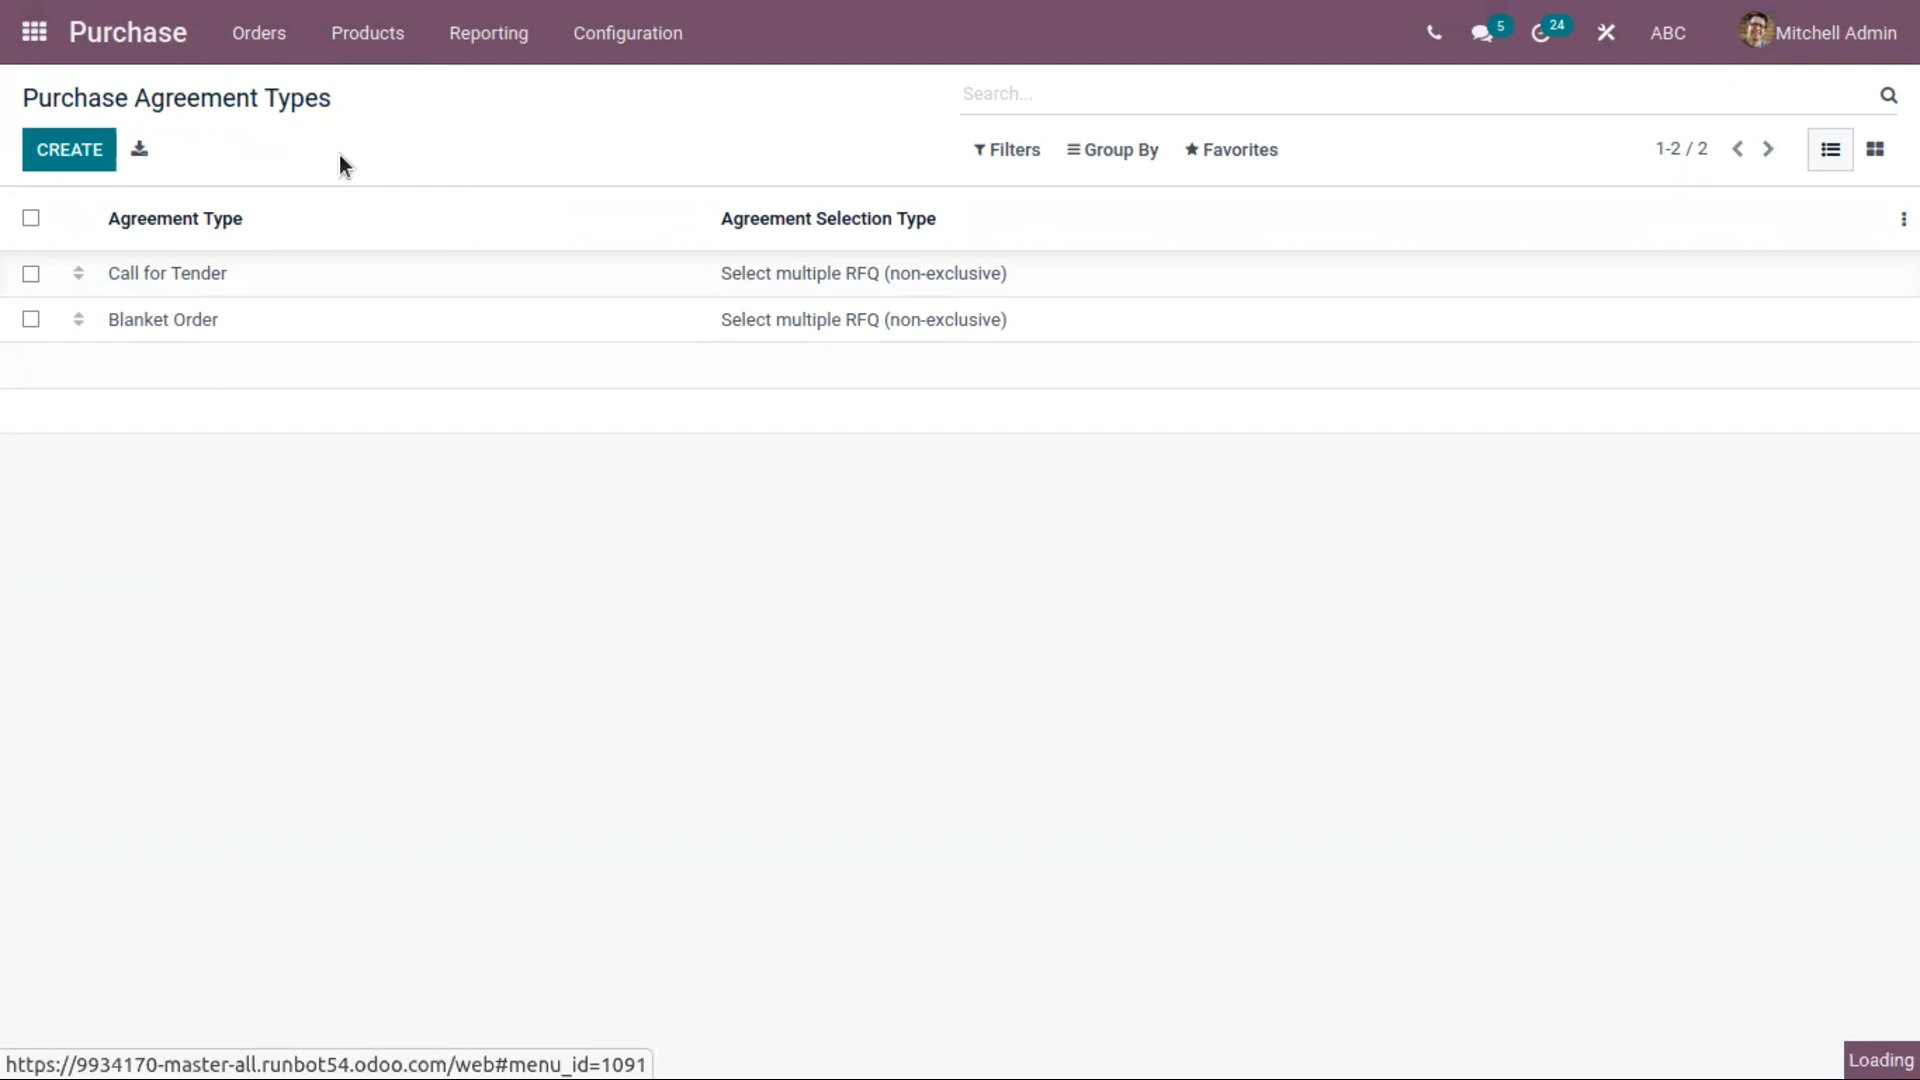 Purchase Orders Products Reporting Configuration 5 24 ABC Mitchell Admin
Purchase Agreement Types Search...
CREATE Filters Group By Favorites 1-2 / 2
Agreement Type Agreement Selection Type
Call for Tender Select multiple RFQ (non-exclusive)
Blanket Order Select multiple RFQ (non-exclusive)
https://9934170-master-all.runbot54.odoo.com/web#menu_id=1091 Loading